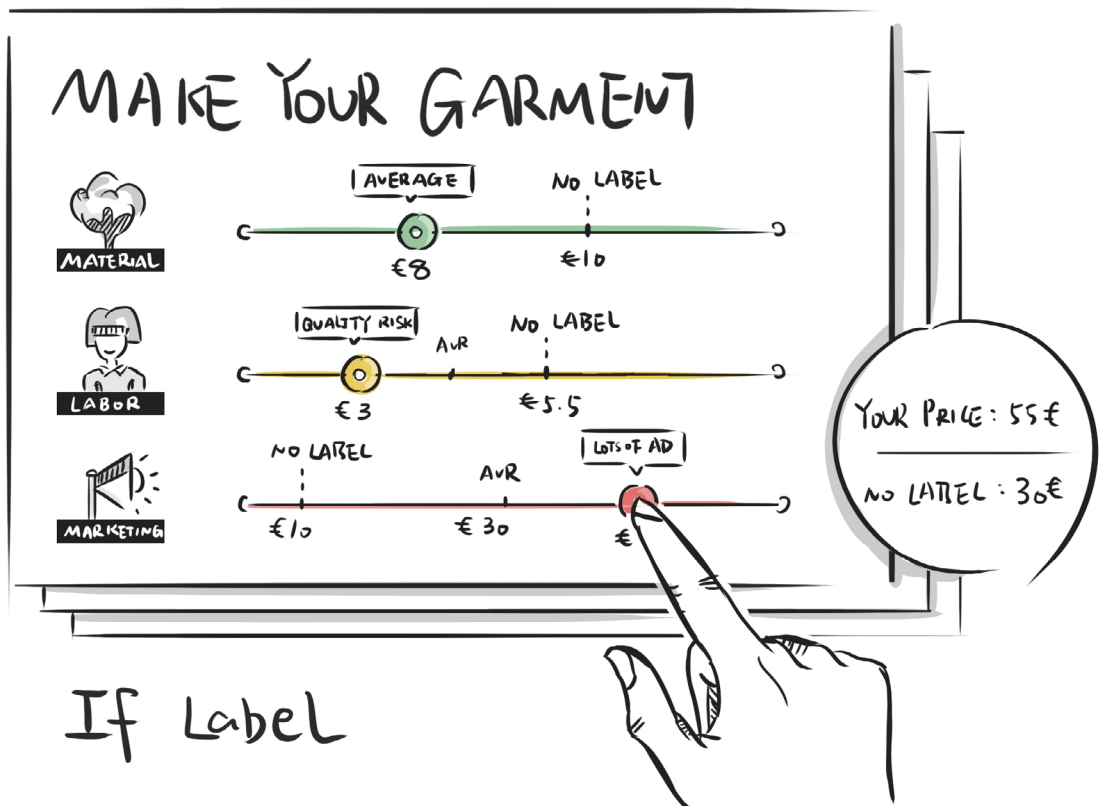 MAKE YOUR GARMENT
AVERAGE
NO LABEL
MATERIAL
€8
€10
QUALITY RISK
AVR
NO LABEL
LABOR
€3
€5.5
NO LABEL
AVR
LOTS OF AD
MARKETING
€10
€30
€
YOUR PRICE: 55€
NO LABEL: 30€
If Label